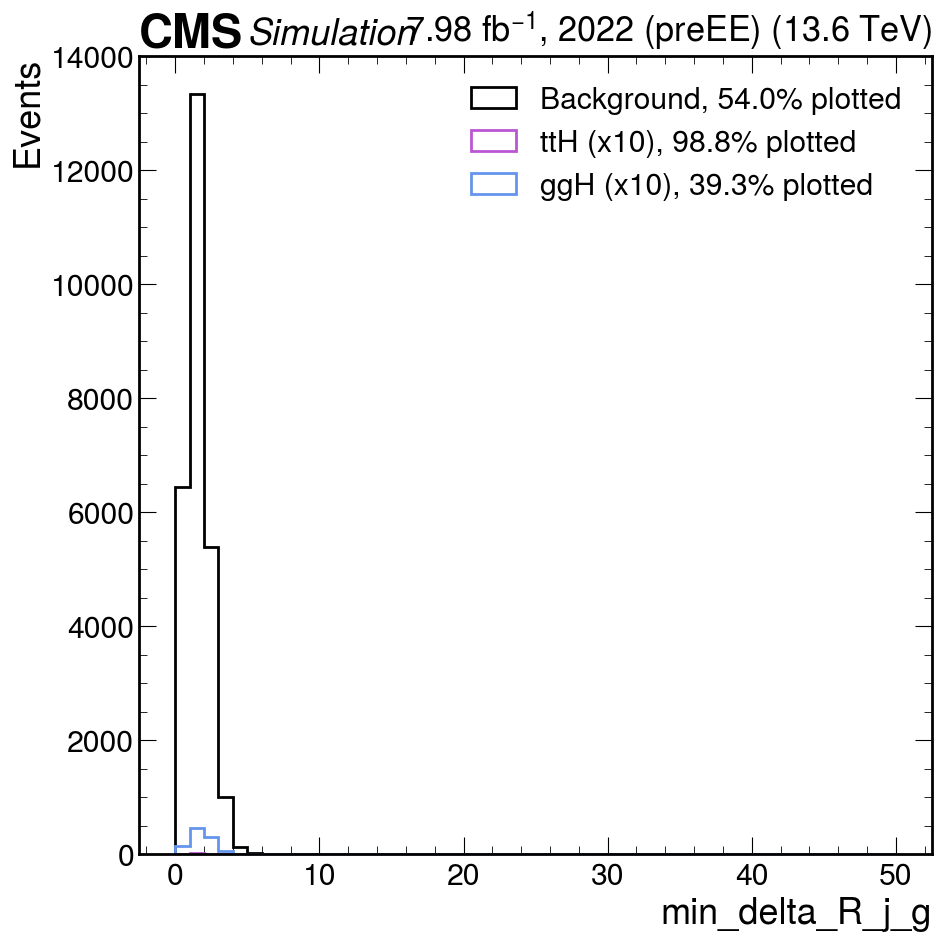 CMS Simulation 7.98 fb⁻¹, 2022 (preEE) (13.6 TeV)
Events
14000
12000
10000
8000
6000
4000
2000
0
Background, 54.0% plotted
ttH (x10), 98.8% plotted
ggH (x10), 39.3% plotted
0 10 20 30 40 50
min_delta_R_j_g